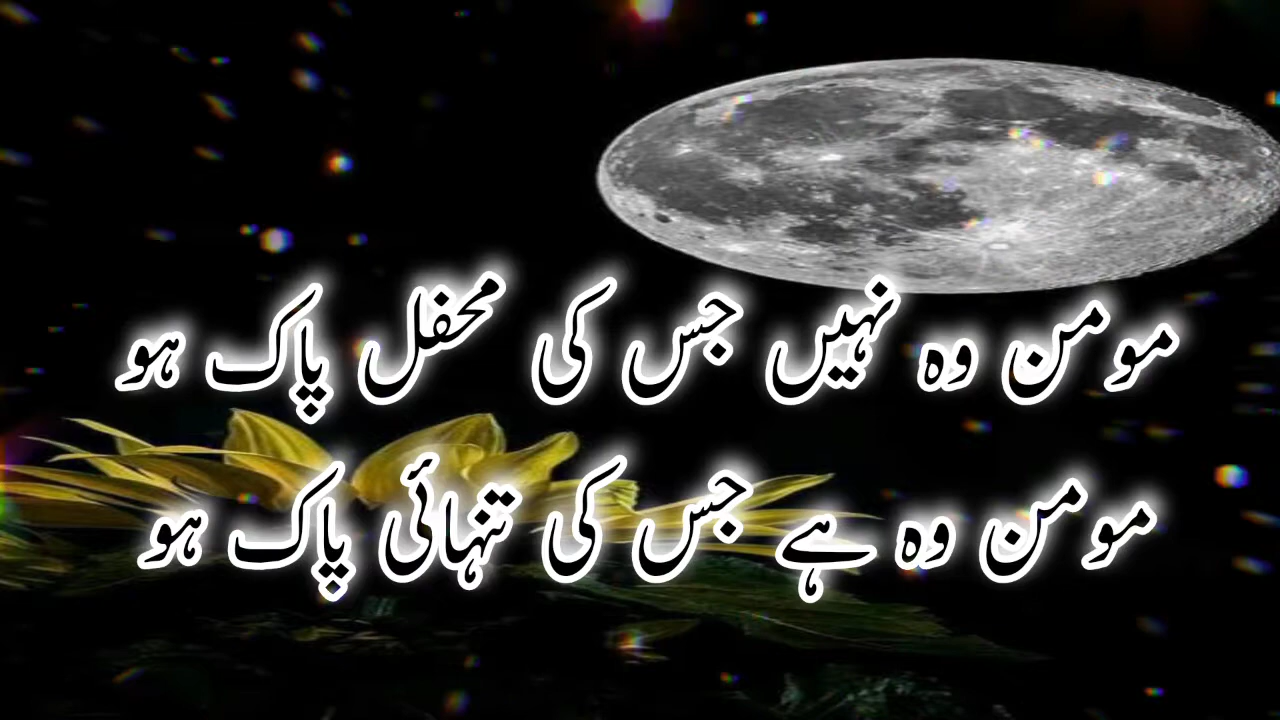 مومن وہ نہیں جس کی محفل پاک ہو
مومن وہ ہے جس کی تنہائی پاک ہو